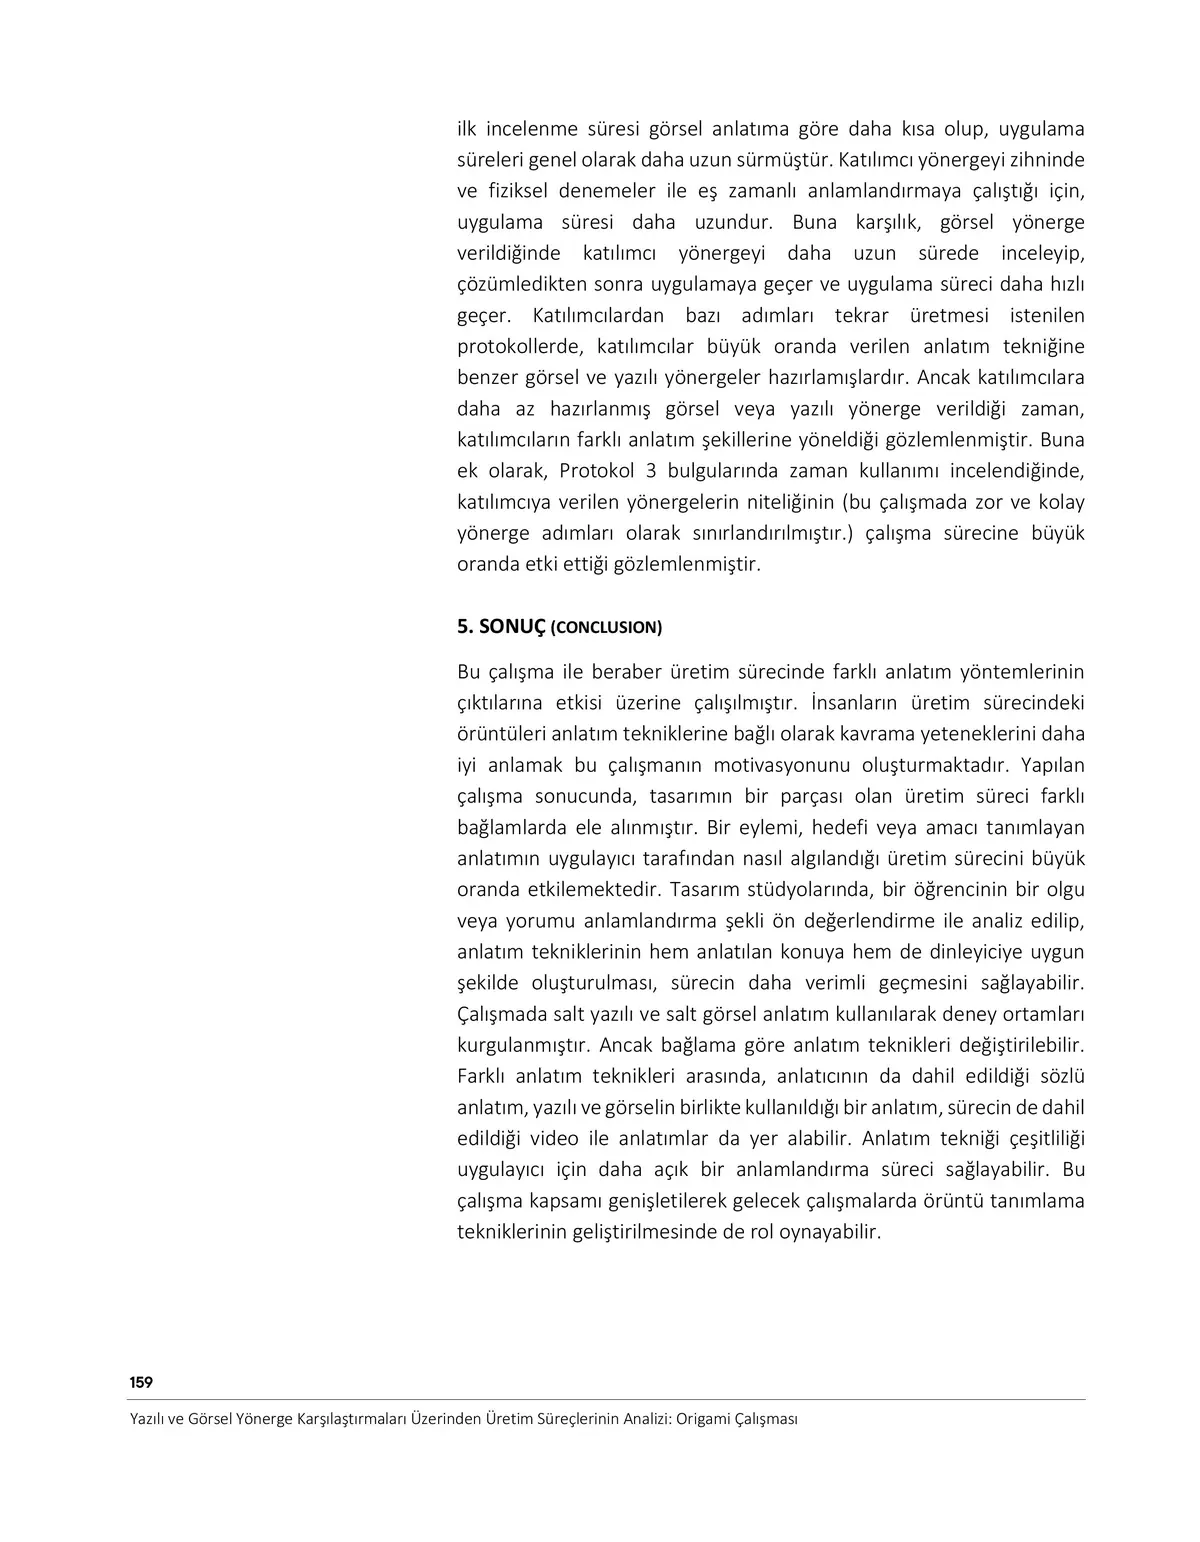 ilk incelenme süresi görsel anlatıma göre daha kısa olup, uygulama
süreleri genel olarak daha uzun sürmüştür. Katılımcı yönergeyi zihninde
ve fiziksel denemeler ile eş zamanlı anlamlandırmaya çalıştığı için,
uygulama süresi daha uzundur. Buna karşılık, görsel yönerge
verildiğinde katılımcı yönergeyi daha uzun sürede inceleyip,
çözümledikten sonra uygulamaya geçer ve uygulama süreci daha hızlı
geçer. Katılımcılardan bazı adımları tekrar üretmesi istenilen
protokollerde, katılımcılar büyük oranda verilen anlatım tekniğine
benzer görsel ve yazılı yönergeler hazırlamışlardır. Ancak katılımcılara
daha az hazırlanmış görsel veya yazılı yönerge verildiği zaman,
katılımcıların farklı anlatım şekillerine yöneldiği gözlemlenmiştir. Buna
ek olarak, Protokol 3 bulgularında zaman kullanımı incelendiğinde,
katılımcıya verilen yönergelerin niteliğinin (bu çalışmada zor ve kolay
yönerge adımları olarak sınırlandırılmıştır.) çalışma sürecine büyük
oranda etki ettiği gözlemlenmiştir.
5. SONUÇ (CONCLUSION)
Bu çalışma ile beraber üretim sürecinde farklı anlatım yöntemlerinin
çıktılarına etkisi üzerine çalışılmıştır. İnsanların üretim sürecindeki
örüntüleri anlatım tekniklerine bağlı olarak kavrama yeteneklerini daha
iyi anlamak bu çalışmanın motivasyonunu oluşturmaktadır. Yapılan
çalışma sonucunda, tasarımın bir parçası olan üretim süreci farklı
bağlamlarda ele alınmıştır. Bir eylemi, hedefi veya amacı tanımlayan
anlatımın uygulayıcı tarafından nasıl algılandığı üretim sürecini büyük
oranda etkilemektedir. Tasarım stüdyolarında, bir öğrencinin bir olgu
veya yorumu anlamlandırma şekli ön değerlendirme ile analiz edilip,
anlatım tekniklerinin hem anlatılan konuya hem de dinleyiciye uygun
şekilde oluşturulması, sürecin daha verimli geçmesini sağlayabilir.
Çalışmada salt yazılı ve salt görsel anlatım kullanılarak deney ortamları
kurgulanmıştır. Ancak bağlama göre anlatım teknikleri değiştirilebilir.
Farklı anlatım teknikleri arasında, anlatıcının da dahil edildiği sözlü
anlatım, yazılı ve görselin birlikte kullanıldığı bir anlatım, sürecin de dahil
edildiği video ile anlatımlar da yer alabilir. Anlatım tekniği çeşitliliği
uygulayıcı için daha açık bir anlamlandırma süreci sağlayabilir. Bu
çalışma kapsamı genişletilerek gelecek çalışmalarda örüntü tanımlama
tekniklerinin geliştirilmesinde de rol oynayabilir.
159
Yazılı ve Görsel Yönerge Karşılaştırmaları Üzerinden Üretim Süreçlerinin Analizi: Origami Çalışması